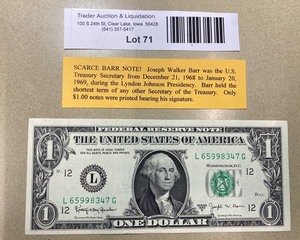 Trader Auction & Liquidation
100 S 24th St, Clear Lake, Iowa 50428
(641) 357-5417
Lot 71
SCARCE BARR NOTE! Joseph Walker Barr was the U.S.
Treasury Secretary from December 21, 1968 to January 20,
1969, during the Lyndon Johnson Presidency. Barr held the
shortest term of any other Secretary of the Treasury. Only
$1.00 notes were printed bearing his signature.
FEDERAL RESERVE NOTE
1 THE UNITED STATES OF AMERICA 1
L 65998347 G
12 WASHINGTON, D.C. 12
L
L 65998347 G
12 12
1 ONE DOLLAR 1